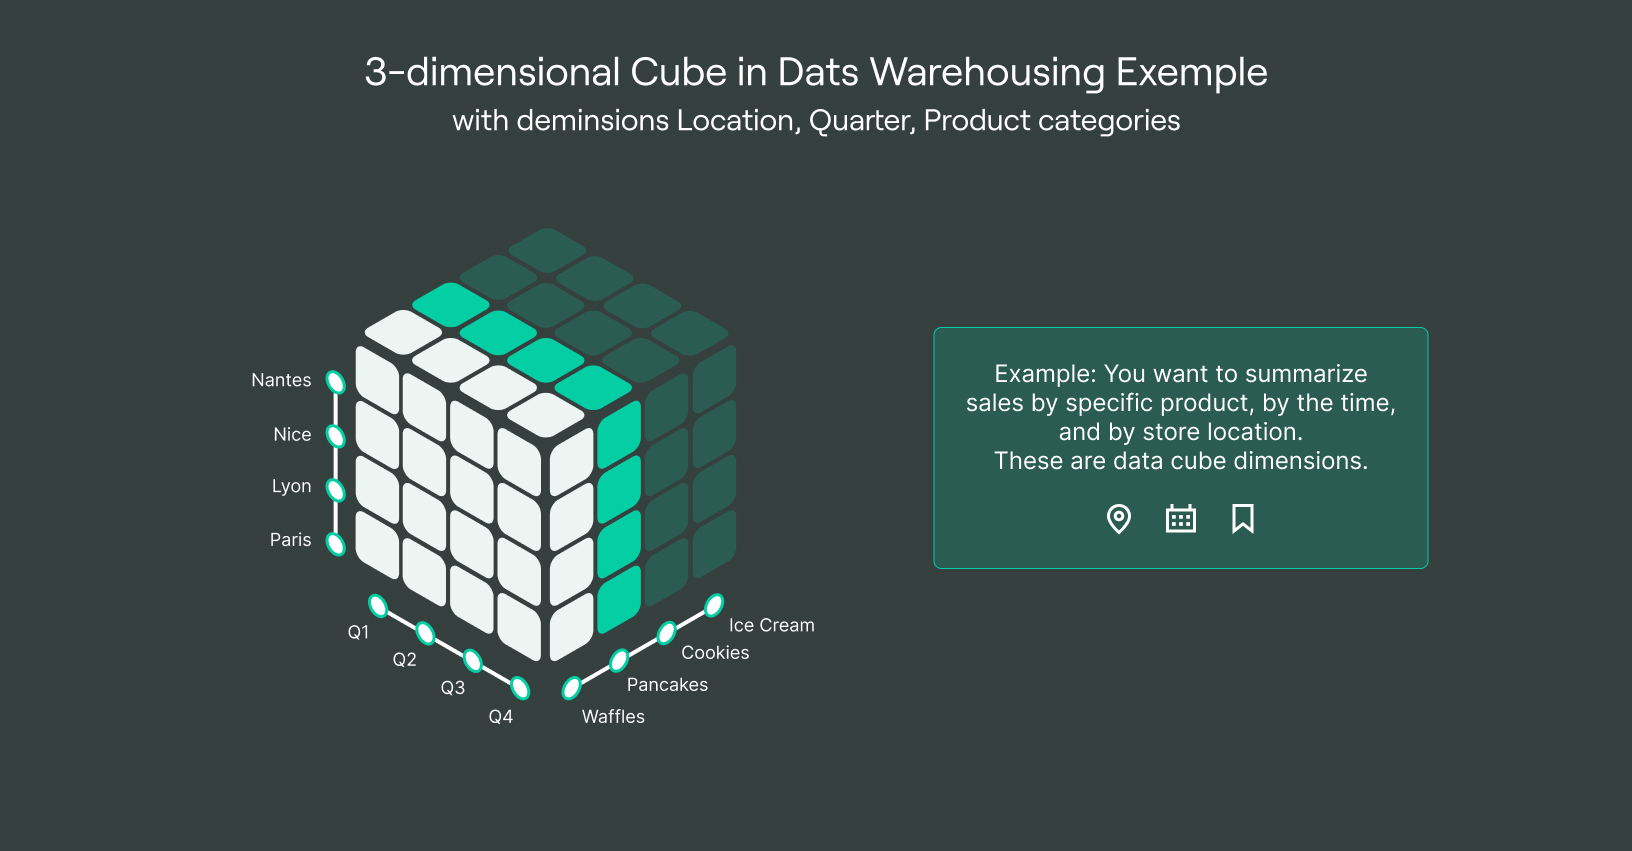 3-dimensional Cube in Dats Warehousing Exemple
with deminsions Location, Quarter, Product categories
Nantes
Nice
Lyon
Paris
Q1
Q2
Q3
Q4
Ice Cream
Cookies
Pancakes
Waffles
Example: You want to summarize
sales by specific product, by the time,
and by store location.
These are data cube dimensions.